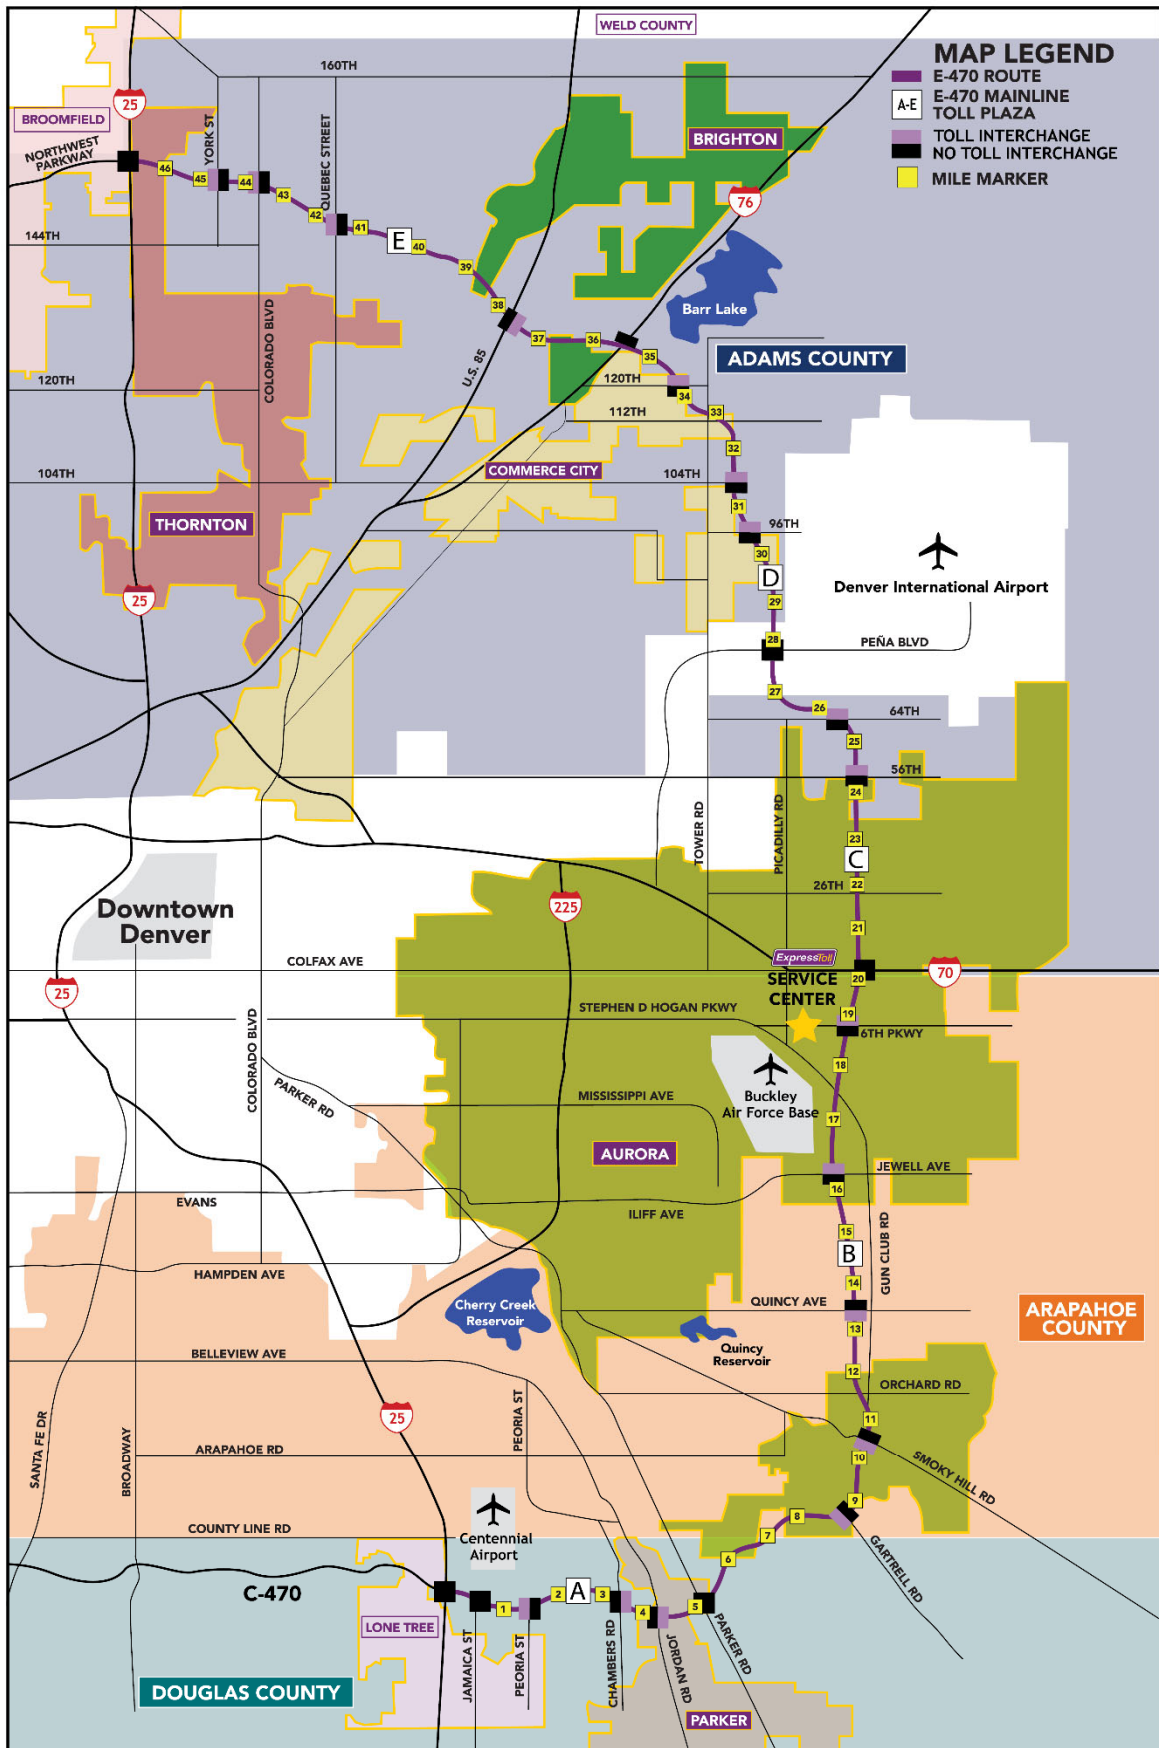 WELD COUNTY
MAP LEGEND
E-470 ROUTE
A-E
E-470 MAINLINE
TOLL PLAZA
TOLL INTERCHANGE
NO TOLL INTERCHANGE
MILE MARKER
160TH
25
BROOMFIELD
NORTHWEST
PARKWAY
YORK ST
QUEBEC STREET
BRIGHTON
76
46
45
44
43
42
41
E
40
39
38
37
36
35
34
33
32
31
30
144TH
COLORADO BLVD
U.S. 85
Barr Lake
ADAMS COUNTY
120TH
120TH
112TH
COMMERCE CITY
104TH
104TH
THORNTON
96TH
D
29
25
Denver International Airport
28
PEÑA BLVD
27
26
64TH
25
56TH
24
TOWER RD
PICADILLY RD
23
C
22
26TH
21
225
Downtown
Denver
COLFAX AVE
ExpressToll
SERVICE
CENTER
20
70
25
STEPHEN D HOGAN PKWY
19
6TH PKWY
COLORADO BLVD
PARKER RD
18
Buckley
Air Force Base
MISSISSIPPI AVE
17
AURORA
JEWELL AVE
16
EVANS
ILIFF AVE
15
B
GUN CLUB RD
14
HAMPDEN AVE
Cherry Creek
Reservoir
QUINCY AVE
13
ARAPAHOE
COUNTY
Quincy
Reservoir
BELLEVIEW AVE
12
ORCHARD RD
25
PEORIA ST
11
SANTA FE DR
BROADWAY
ARAPAHOE RD
10
SMOKY HILL RD
9
8
7
6
GARTRELL RD
COUNTY LINE RD
Centennial
Airport
C-470
1
2
A
3
4
5
LONE TREE
JAMAICA ST
PEORIA ST
CHAMBERS RD
JORDAN RD
PARKER RD
DOUGLAS COUNTY
PARKER